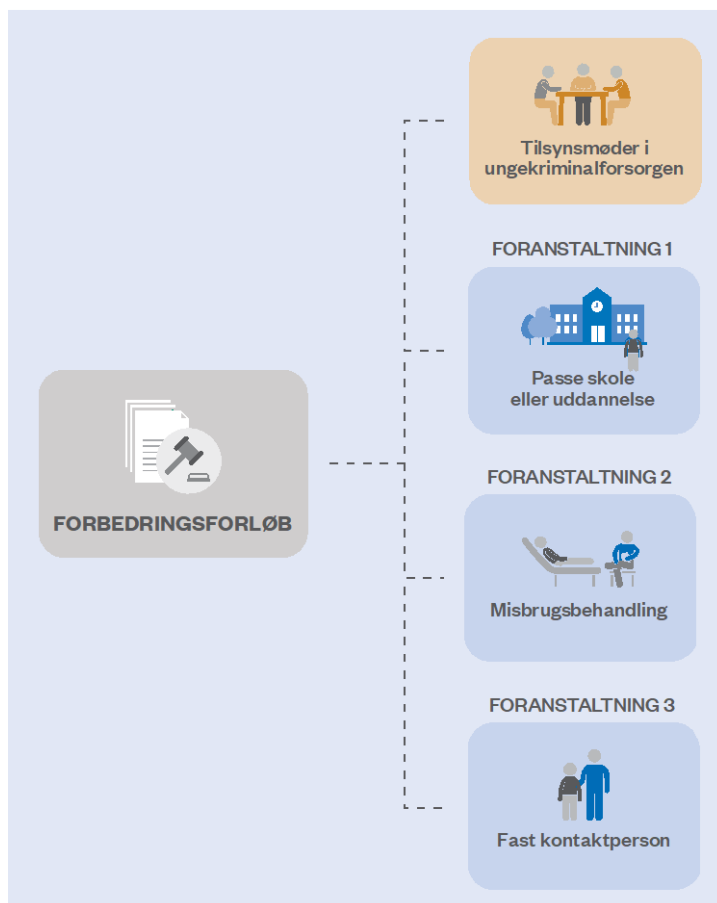 Tilsynsmøder i
ungekriminalforsorgen
FORANSTALTNING 1
Passe skole
eller uddannelse
FORBEDRINGSFORLØB
FORANSTALTNING 2
Misbrugsbehandling
FORANSTALTNING 3
Fast kontaktperson